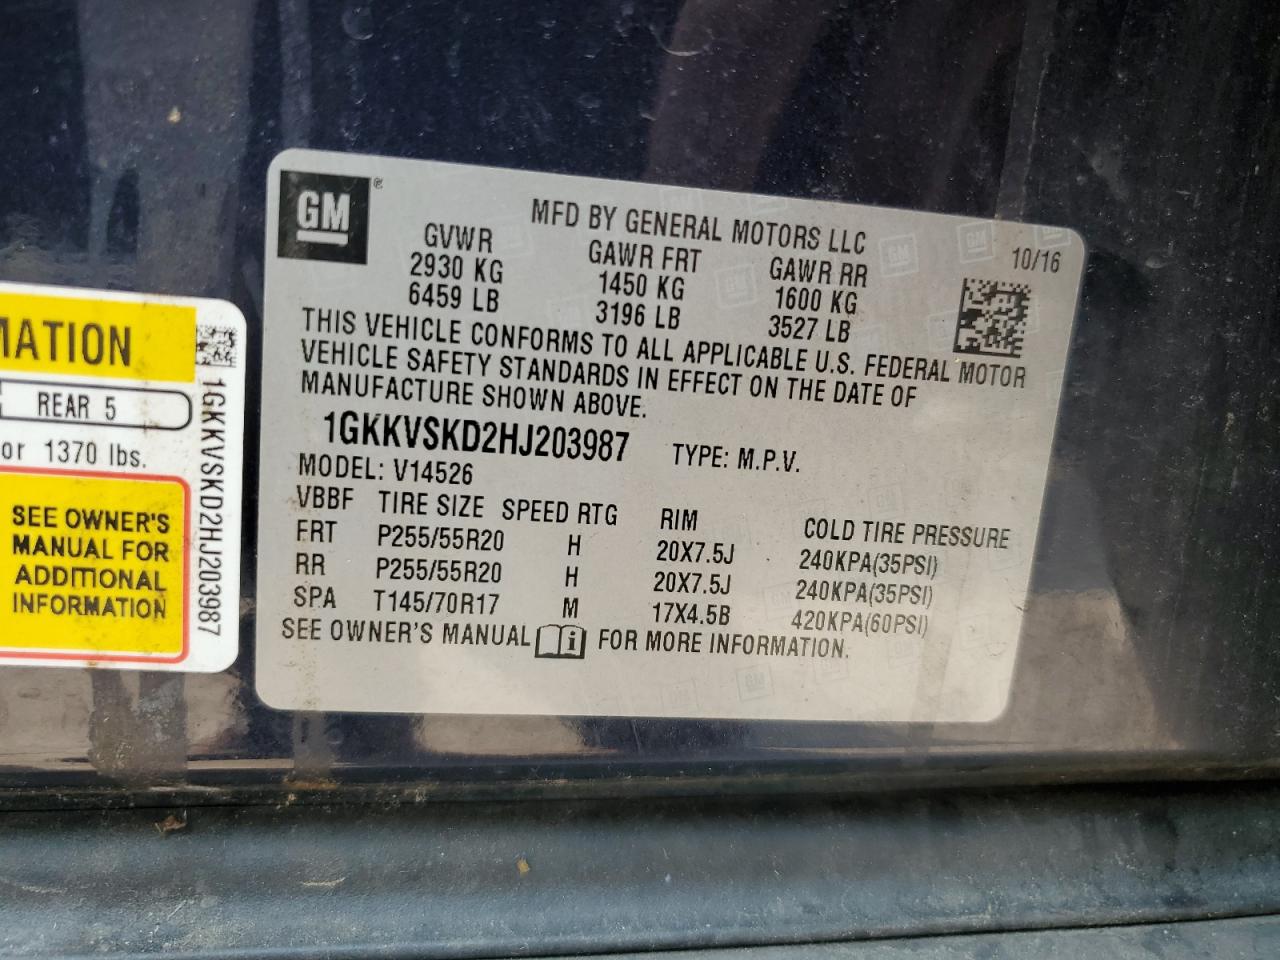 MATION
REAR 5
or 1370 lbs.
SEE OWNER'S
MANUAL FOR
ADDITIONAL
INFORMATION
1GKKVSKD2HJ203987
GM ®
MFD BY GENERAL MOTORS LLC
10/16
GVWR GAWR FRT GAWR RR
2930 KG 1450 KG 1600 KG
6459 LB 3196 LB 3527 LB
THIS VEHICLE CONFORMS TO ALL APPLICABLE U.S. FEDERAL MOTOR
VEHICLE SAFETY STANDARDS IN EFFECT ON THE DATE OF
MANUFACTURE SHOWN ABOVE.
1GKKVSKD2HJ203987 TYPE: M.P.V.
MODEL: V14526
VBBF TIRE SIZE SPEED RTG RIM COLD TIRE PRESSURE
FRT P255/55R20 H 20X7.5J 240KPA(35PSI)
RR P255/55R20 H 20X7.5J 240KPA(35PSI)
SPA T145/70R17 M 17X4.5B 420KPA(60PSI)
SEE OWNER'S MANUAL i FOR MORE INFORMATION.